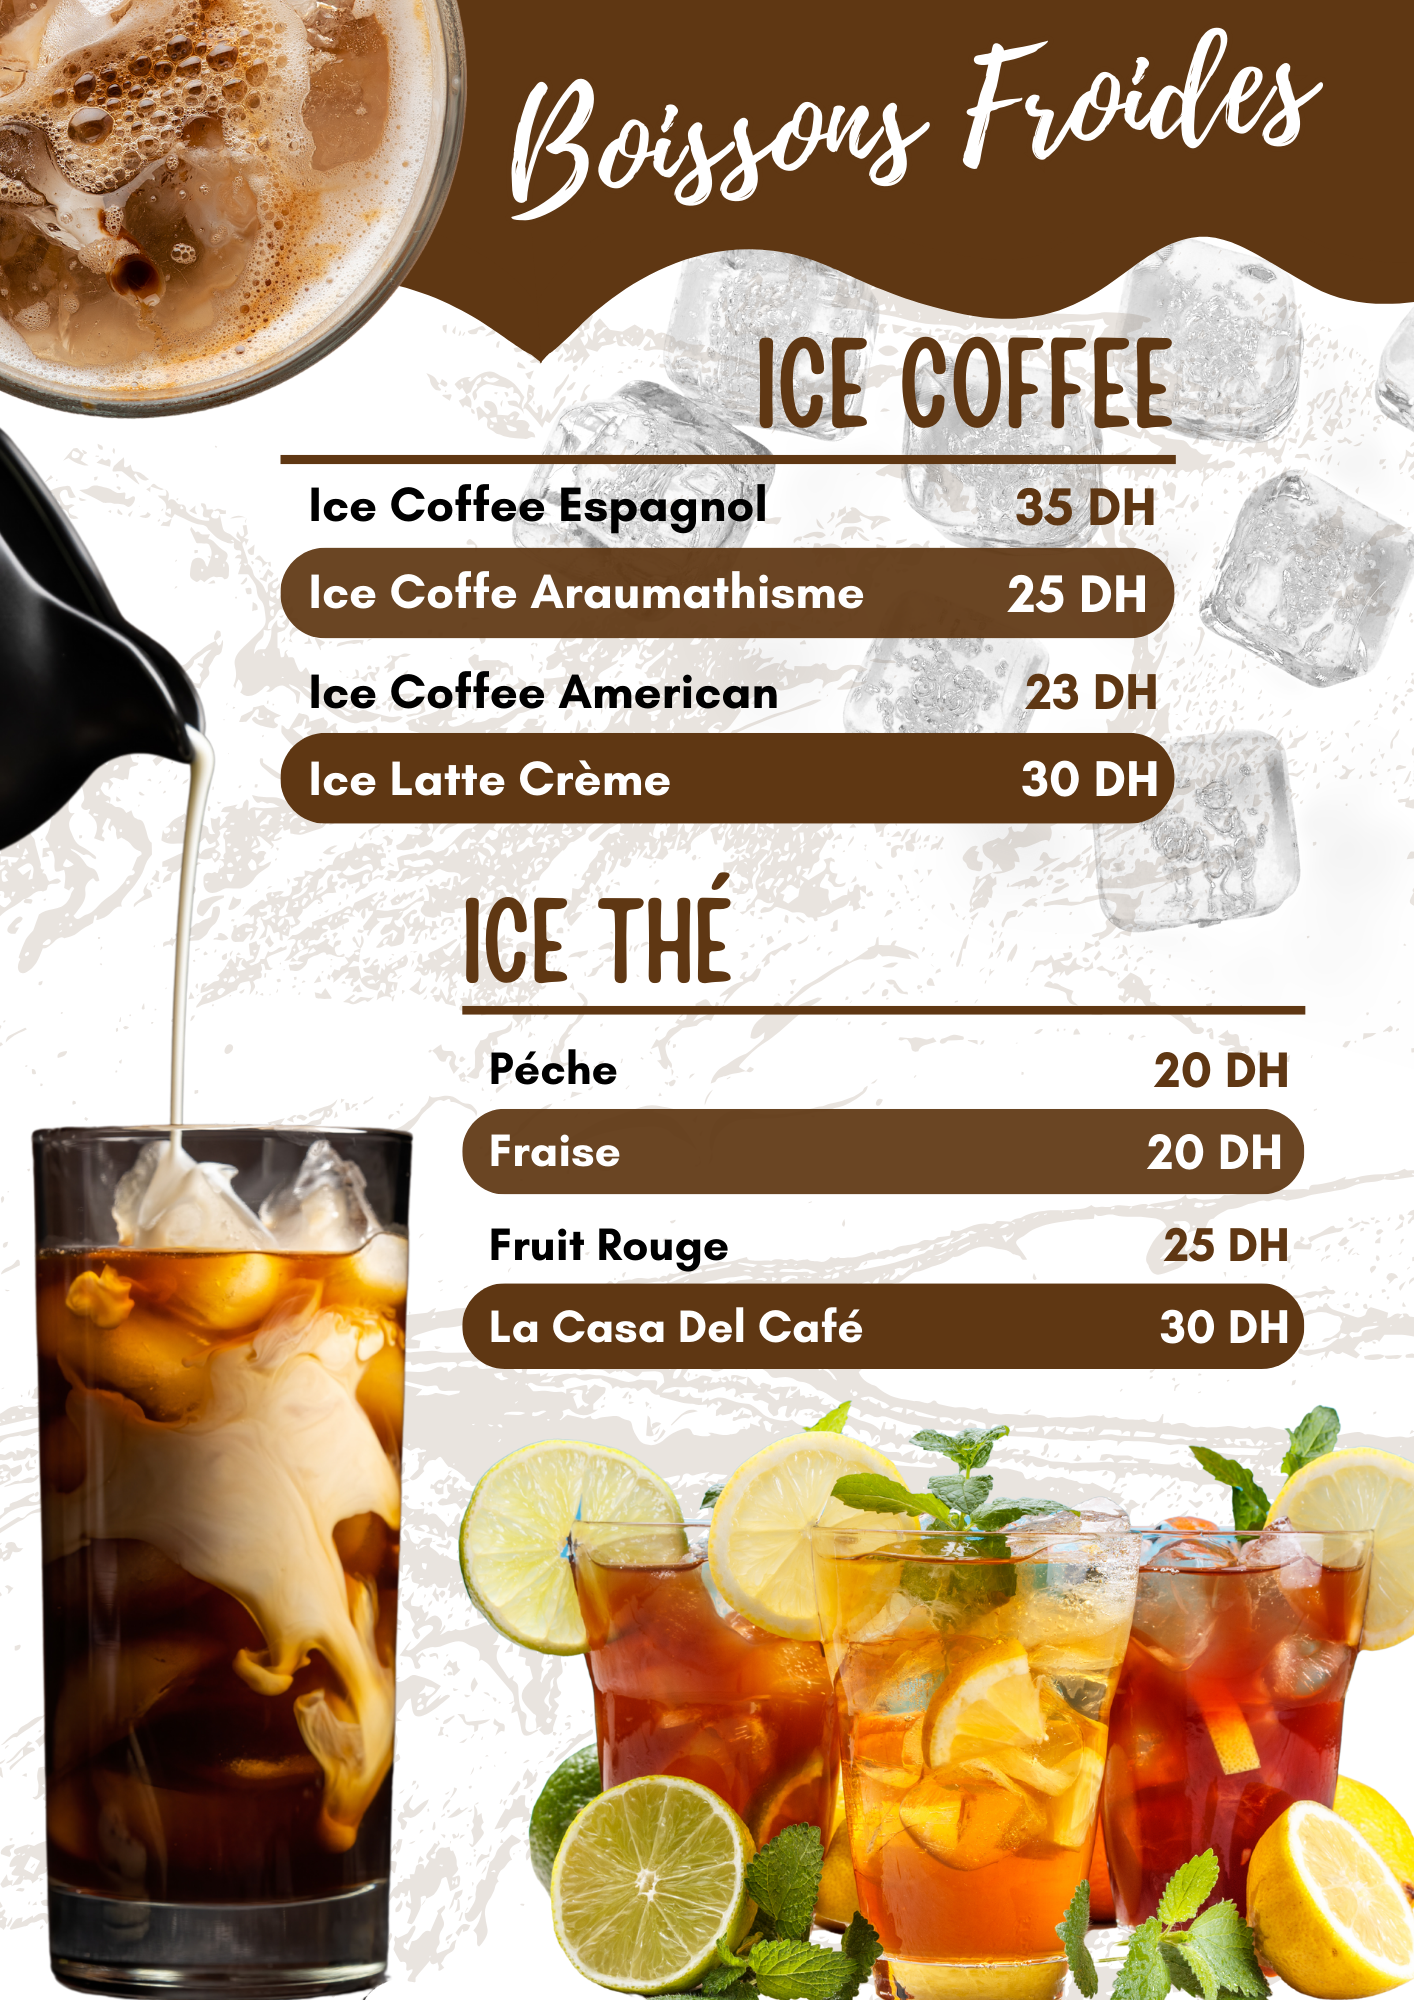 Boissons Froides
ICE COFFEE
Ice Coffee Espagnol 35 DH
Ice Coffe Araumathisme 25 DH
Ice Coffee American 23 DH
Ice Latte Crème 30 DH
ICE THÉ
Péche 20 DH
Fraise 20 DH
Fruit Rouge 25 DH
La Casa Del Café 30 DH